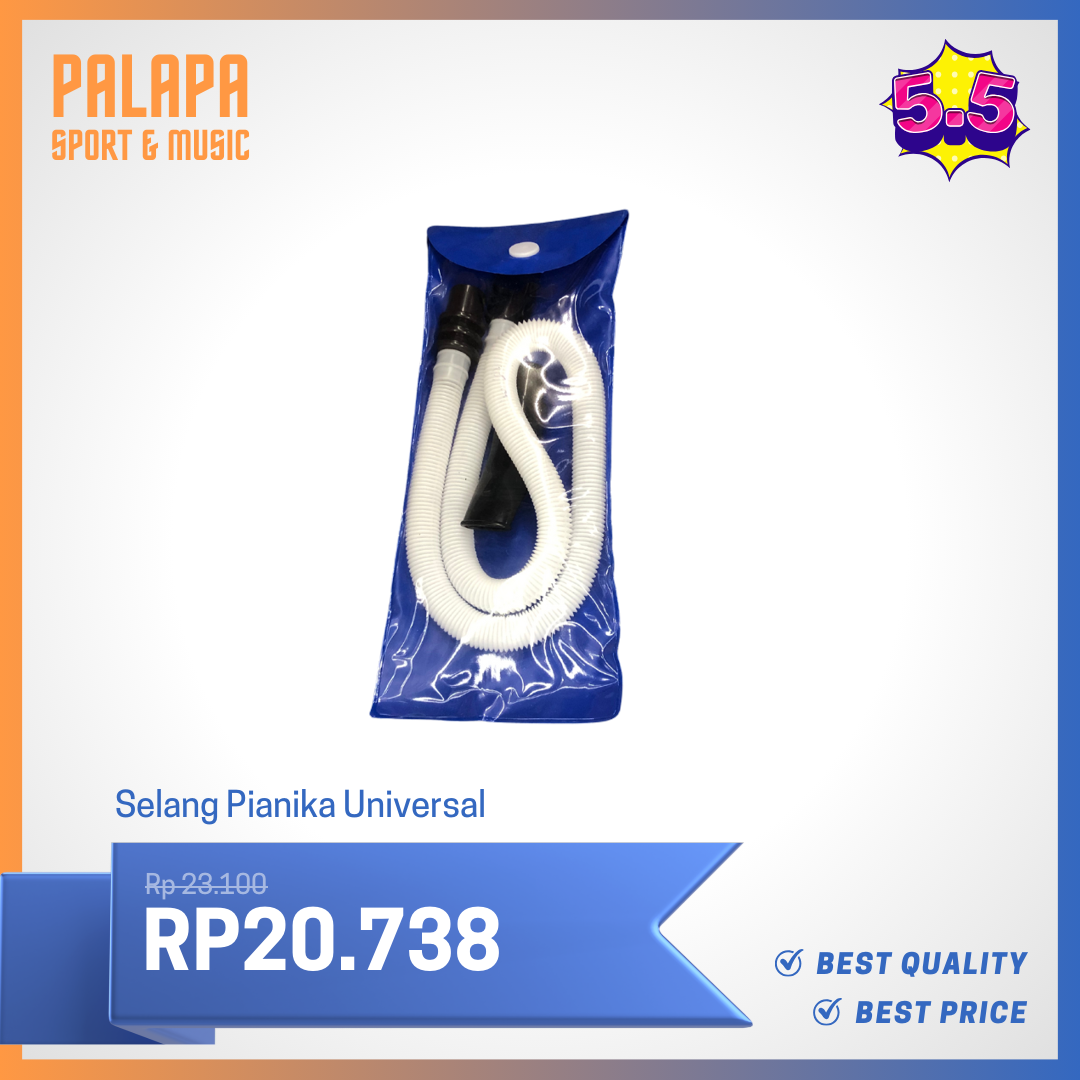 PALAPA
SPORT & MUSIC
5.5
Selang Pianika Universal
Rp 23.100
RP20.738
BEST QUALITY
BEST PRICE